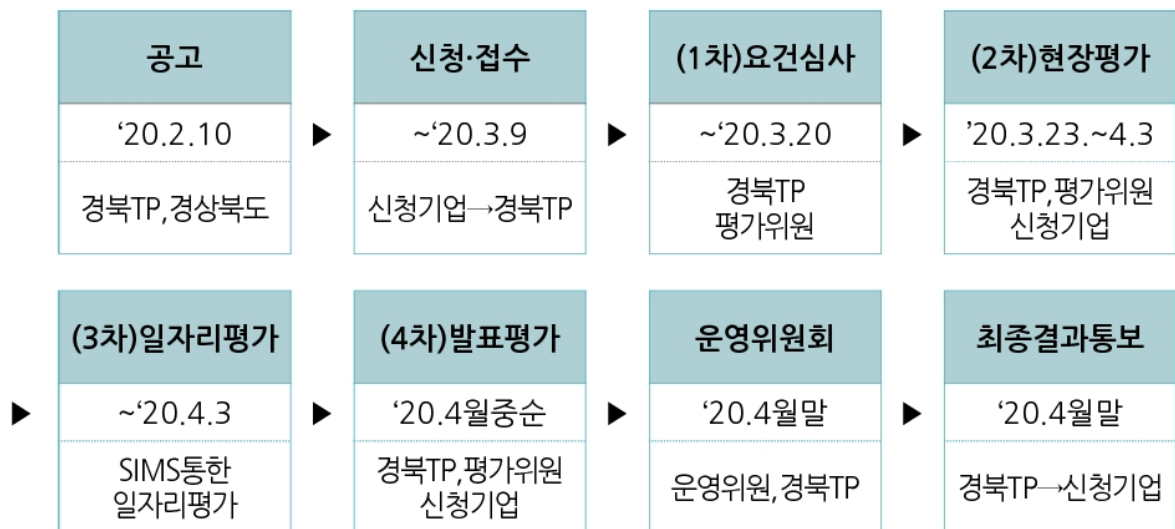 공고
신청·접수
(1차)요건심사
(2차)현장평가
‘20.2.10
▶
~‘20.3.9
▶
~‘20.3.20
▶
’20.3.23.~4.3
경북TP,경상북도
신청기업→경북TP
경북TP
평가위원
경북TP,평가위원
신청기업
(3차)일자리평가
(4차)발표평가
운영위원회
최종결과통보
▶
~‘20.4.3
▶
‘20.4월중순
▶
‘20.4월말
▶
‘20.4월말
SIMS통한
일자리평가
경북TP,평가위원
신청기업
운영위원,경북TP
경북TP→신청기업